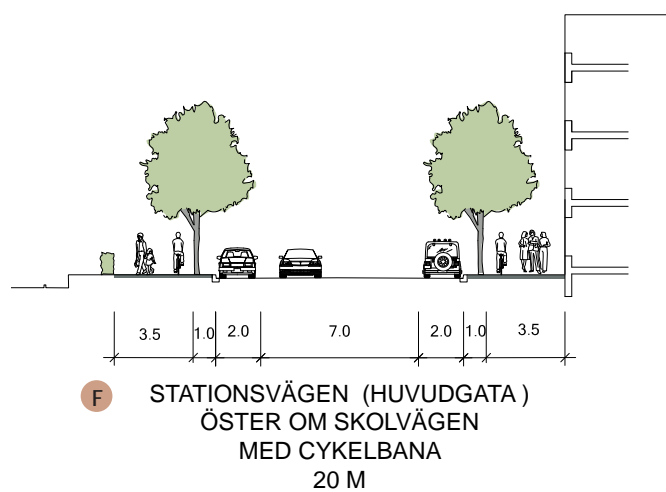 3.5 1.0 2.0 7.0 2.0 1.0 3.5
F STATIONSVÄGEN (HUVUDGATA )
ÖSTER OM SKOLVÄGEN
MED CYKELBANA
20 M